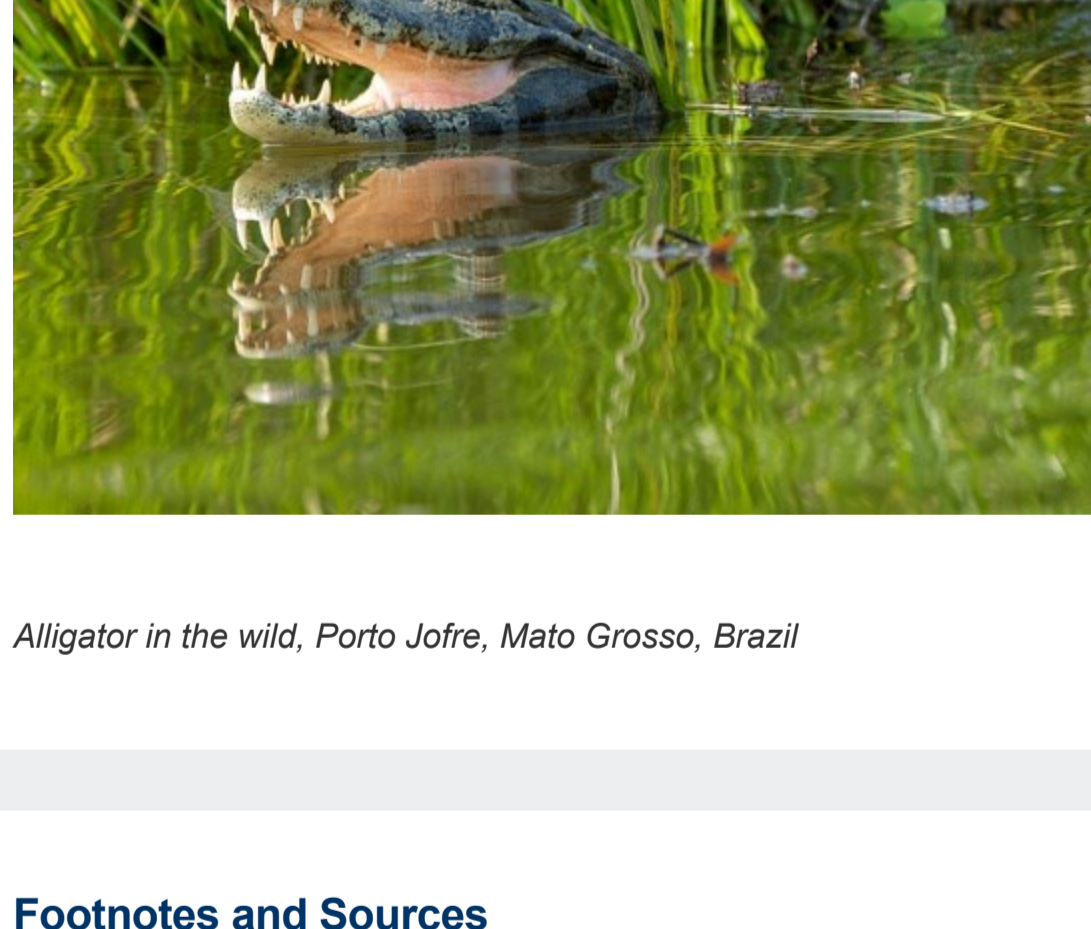 Alligator in the wild, Porto Jofre, Mato Grosso, Brazil
Footnotes and Sources